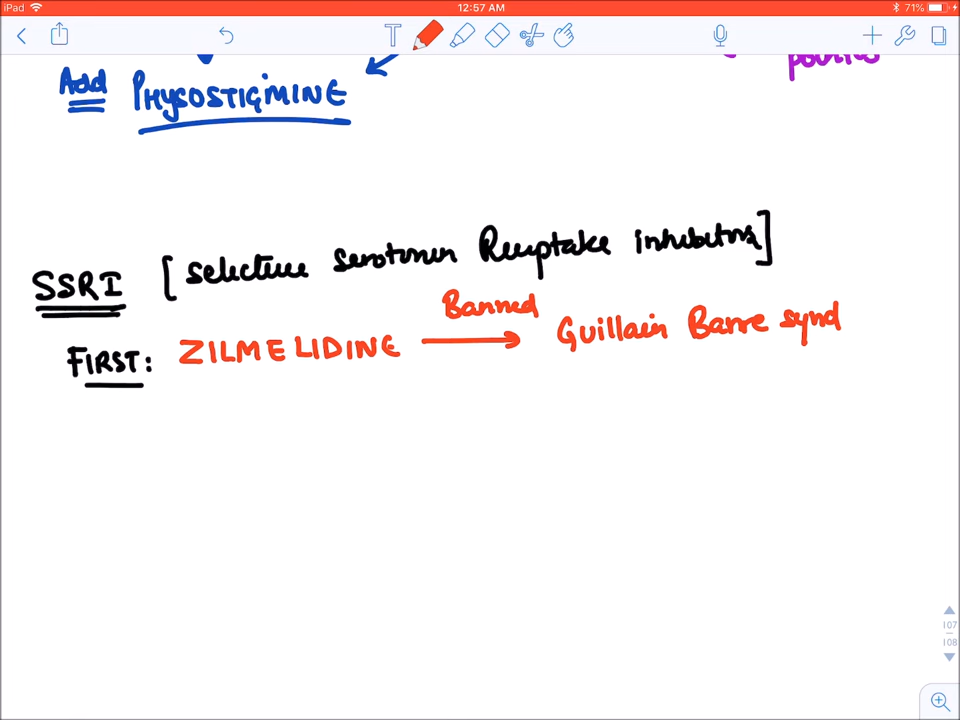 iPad 12:57 AM 71%
T
points
Add PHYSOSTIGMINE
SSRI [Selective Serotonin Reuptake inhibitors]
Banned
FIRST: ZILMELIDINE → Guillain Barre synd
107
108